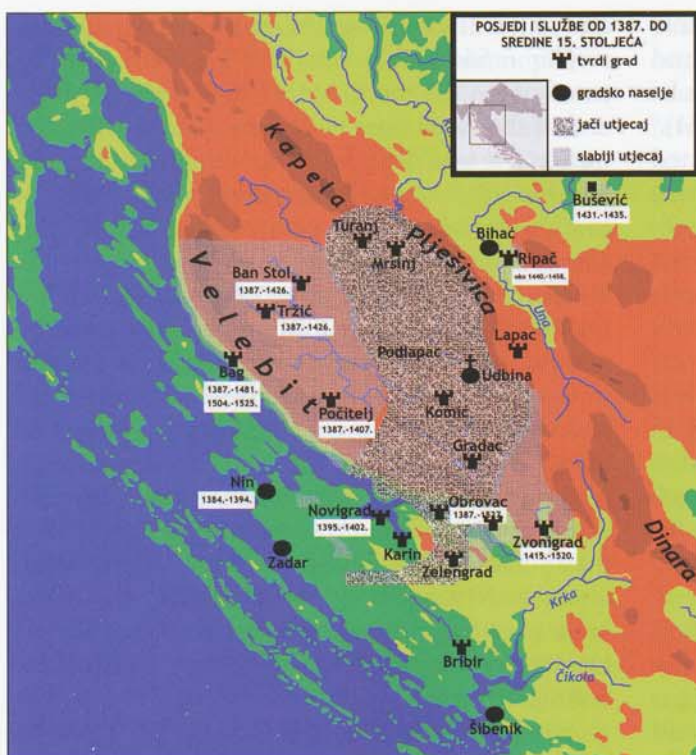 POSJEDI I SLUŽBE OD 1387. DO
SREDINE 15. STOLJEĆA
tvrdi grad
gradsko naselje
jači utjecaj
slabiji utjecaj
Kapela
Plješivica
Velebit
Dinara
Bušević
1431.-1435.
Bihać
Ripač
oko 1440.-1458.
Una
Turanj
Mrsinj
Ban Stol
1387.-1426.
Tržić
1387.-1426.
Lapac
Podlapac
Udbina
Bag
1387.-1481.
1504.-1525.
Počitelj
1387.-1407.
Komić
Gradac
Nin
1384.-1394.
Novigrad
1395.-1402.
Obrovac
1387.-1527.
Zvonigrad
1415.-1520.
Karin
Zadar
Zelengrad
Krka
Bribir
Čikola
Šibenik